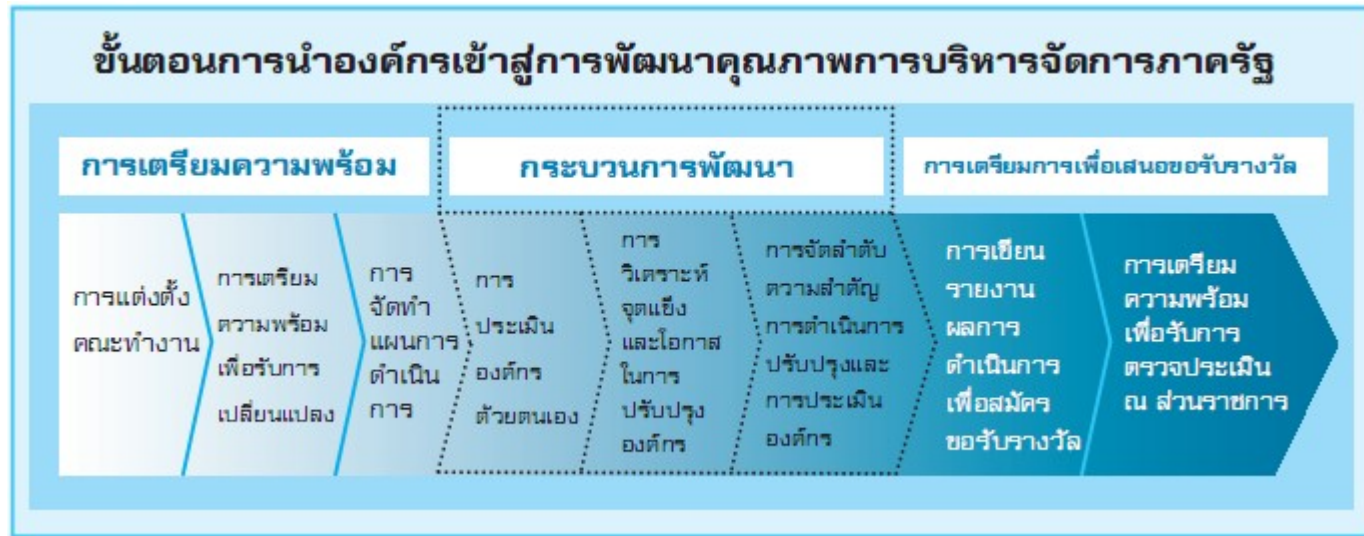 ขั้นตอนการนำองค์กรเข้าสู่การพัฒนาคุณภาพการบริหารจัดการภาครัฐ
การเตรียมความพร้อม
กระบวนการพัฒนา
การเตรียมการเพื่อเสนอขอรับรางวัล
การแต่งตั้ง
คณะทำงาน
การเตรียม
ความพร้อม
เพื่อรับการ
เปลี่ยนแปลง
การ
จัดทำ
แผนการ
ดำเนิน
การ
การ
ประเมิน
องค์กร
ด้วยตนเอง
การ
วิเคราะห์
จุดแข็ง
และโอกาส
ในการ
ปรับปรุง
องค์กร
การจัดลำดับ
ความสำคัญ
การดำเนินการ
ปรับปรุงและ
การประเมิน
องค์กร
การเขียน
รายงาน
ผลการ
ดำเนินการ
เพื่อสมัคร
ขอรับรางวัล
การเตรียม
ความพร้อม
เพื่อรับการ
ตรวจประเมิน
ณ ส่วนราชการ